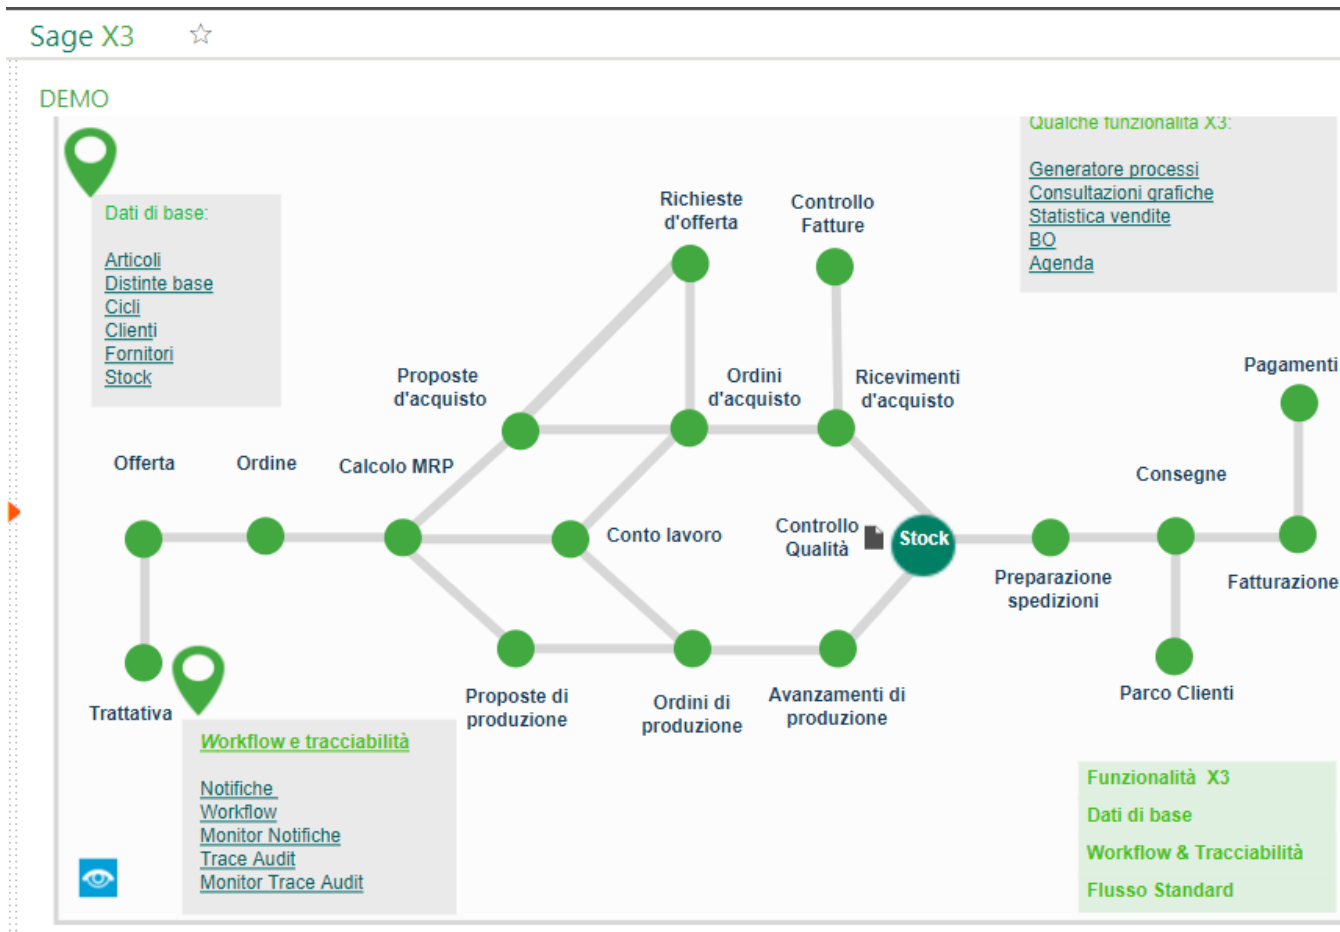 Sage X3
DEMO
Qualche funzionalità X3:
Generatore processi
Consultazioni grafiche
Statistica vendite
BO
Agenda
Dati di base:
Articoli
Distinte base
Cicli
Clienti
Fornitori
Stock
Richieste
d'offerta
Controllo
Fatture
Proposte
d'acquisto
Ordini
d'acquisto
Ricevimenti
d'acquisto
Pagamenti
Offerta
Ordine
Calcolo MRP
Consegne
Conto lavoro
Controllo
Qualità
Stock
Preparazione
spedizioni
Fatturazione
Trattativa
Proposte di
produzione
Ordini di
produzione
Avanzamenti di
produzione
Parco Clienti
Workflow e tracciabilità
Notifiche
Workflow
Monitor Notifiche
Trace Audit
Monitor Trace Audit
Funzionalità X3
Dati di base
Workflow & Tracciabilità
Flusso Standard